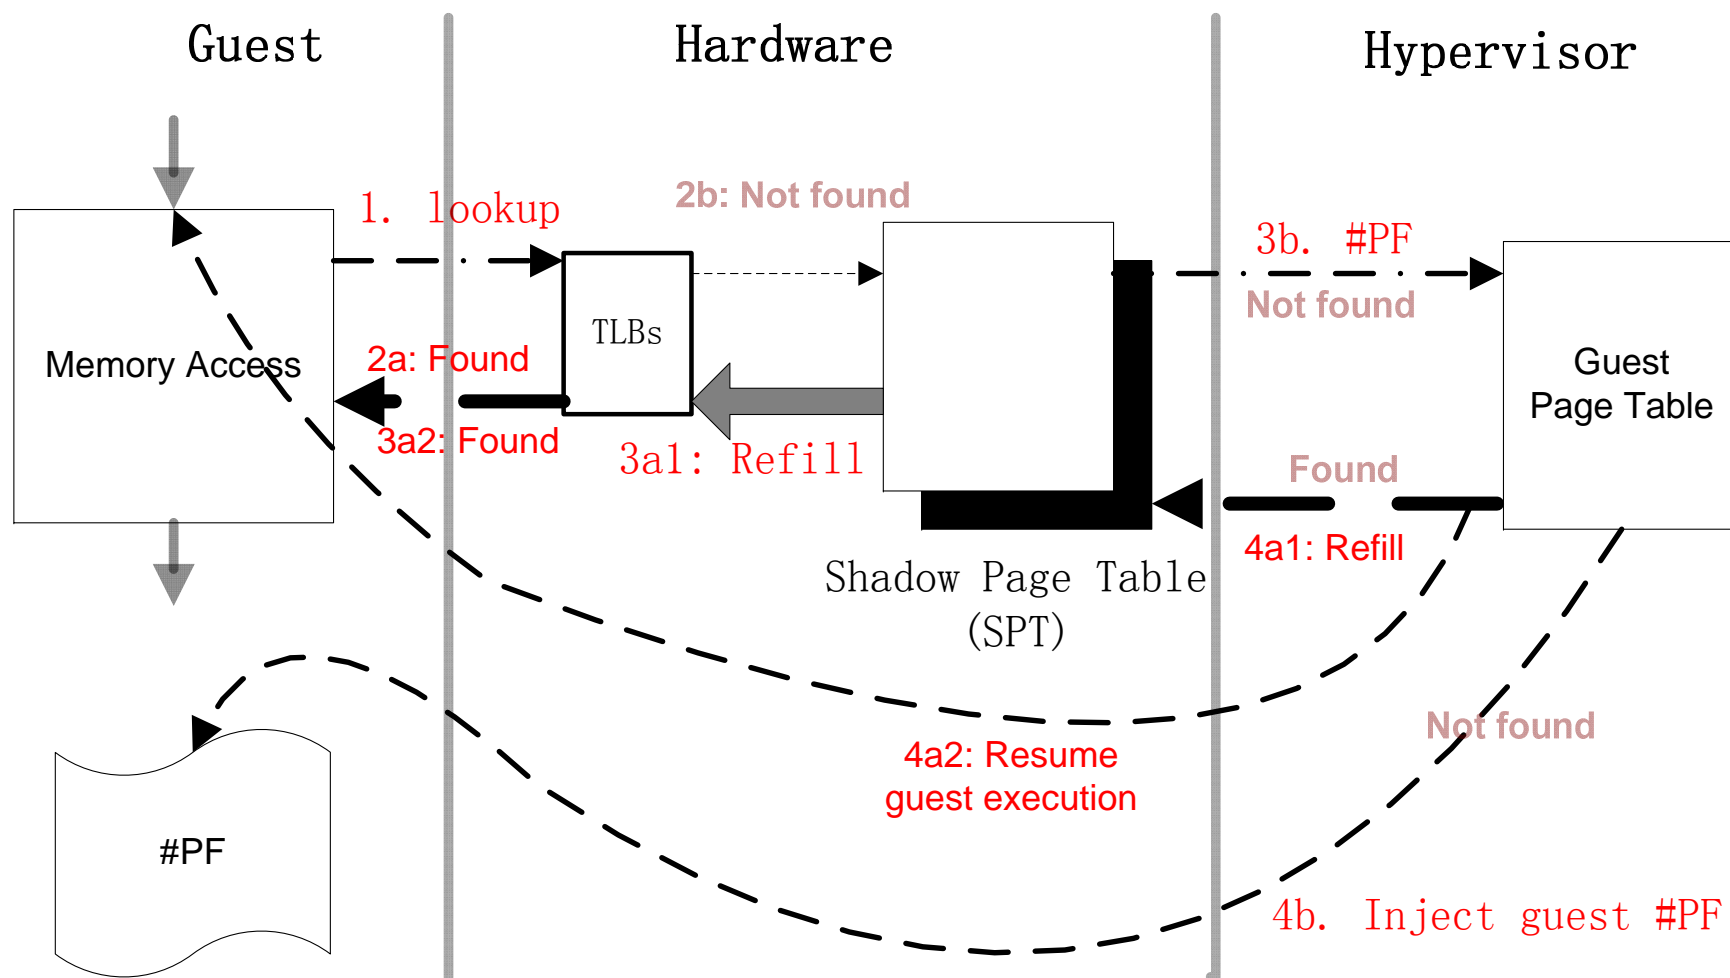 Guest
Hardware
Hypervisor
1. lookup
2b: Not found
3b. #PF
Not found
Memory Access
TLBs
2a: Found
3a2: Found
3a1: Refill
Guest
Page Table
Found
4a1: Refill
Shadow Page Table
(SPT)
4a2: Resume
guest execution
Not found
#PF
4b. Inject guest #PF